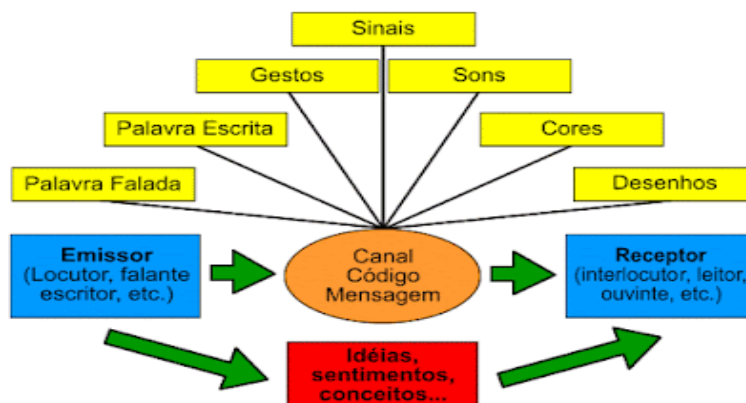 Sinais
Gestos
Sons
Palavra Escrita
Cores
Palavra Falada
Desenhos
Emissor
(Locutor, falante
escritor, etc.)
Canal
Código
Mensagem
Receptor
(interlocutor, leitor,
ouvinte, etc.)
Idéias,
sentimentos,
conceitos...